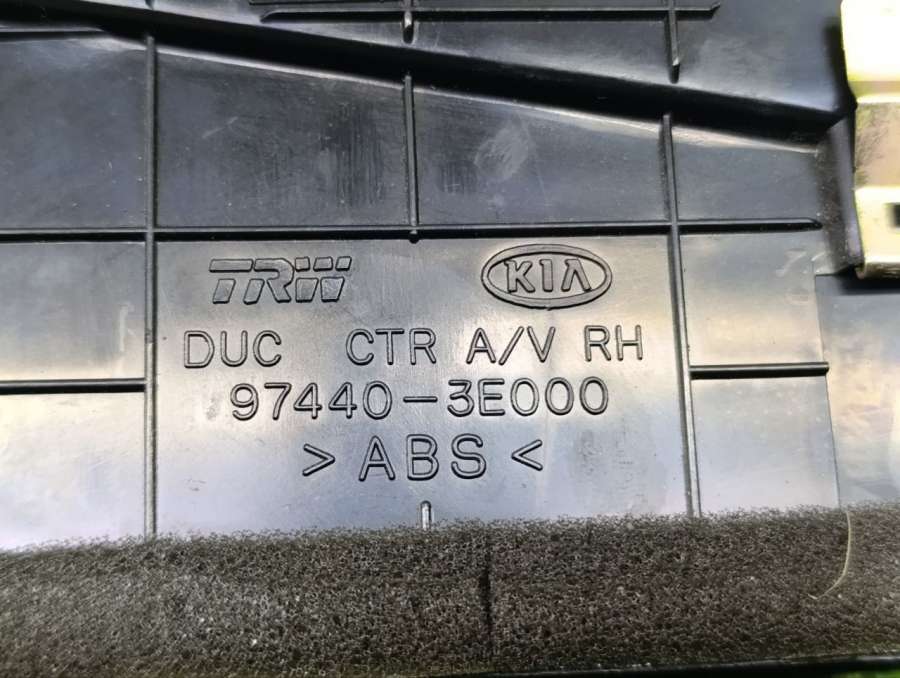 TRW KIA
DUC CTR A/V RH
97440-3E000
>ABS<